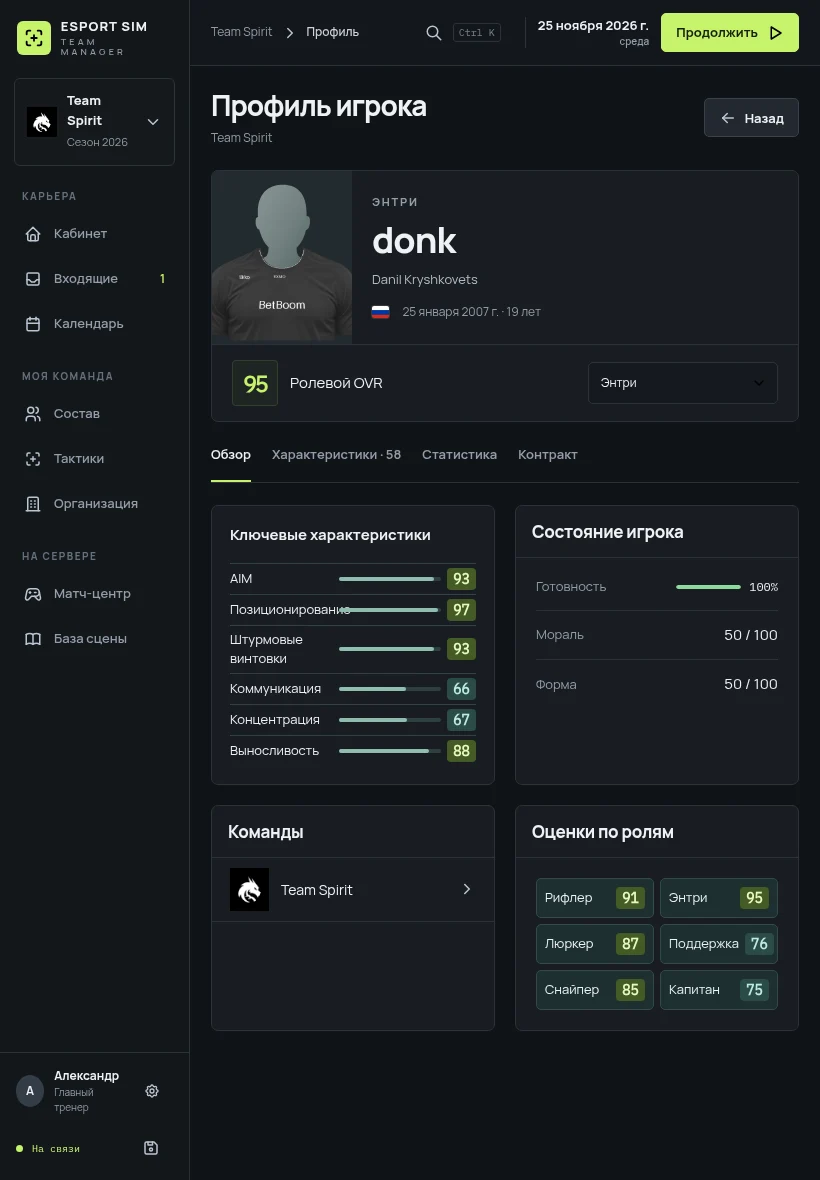 ESPORT SIM
TEAM
MANAGER
Team
Spirit
Сезон 2026
КАРЬЕРА
Кабинет
Входящие 1
Календарь
МОЯ КОМАНДА
Состав
Тактики
Организация
НА СЕРВЕРЕ
Матч-центр
База сцены
А
Александр
Главный
тренер
На связи
Team Spirit
Профиль
Ctrl K
25 ноября 2026 г.
среда
Продолжить
Профиль игрока
Team Spirit
Назад
BetBoom
ЭНТРИ
donk
Danil Kryshkovets
25 января 2007 г. · 19 лет
95 Ролевой OVR
Энтри
Обзор Характеристики · 58 Статистика Контракт
Ключевые характеристики
AIM 93
Позиционирование 97
Штурмовые
винтовки 93
Коммуникация 66
Концентрация 67
Выносливость 88
Состояние игрока
Готовность 100%
Мораль 50 / 100
Форма 50 / 100
Команды
Team Spirit
Оценки по ролям
Рифлер 91 Энтри 95
Люркер 87 Поддержка 76
Снайпер 85 Капитан 75